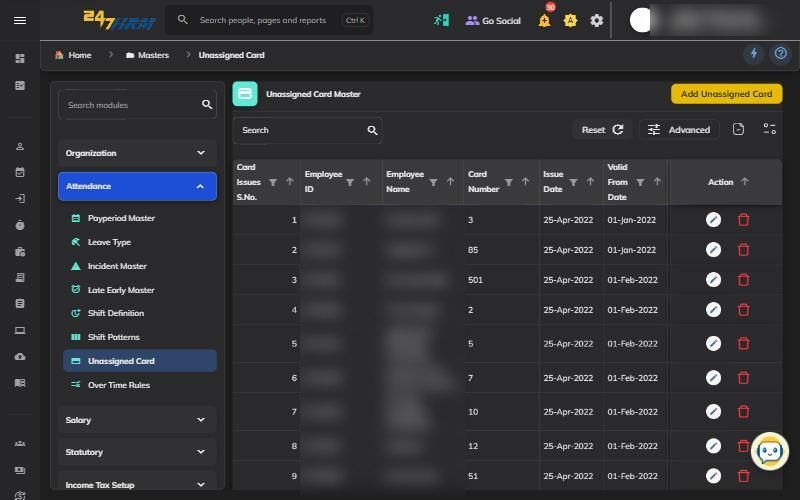 247HRM
Search people, pages and reports
Ctrl K
Go Social
30
Home
Masters
Unassigned Card
Search modules
Organization
Attendance
Payperiod Master
Leave Type
Incident Master
Late Early Master
Shift Definition
Shift Patterns
Unassigned Card
Over Time Rules
Salary
Statutory
Income Tax Setup
Unassigned Card Master
Add Unassigned Card
Search
Reset
Advanced
Card Issues S.No. Employee ID Employee Name Card Number Issue Date Valid From Date Action
1 3 25-Apr-2022 01-Jan-2022
2 85 25-Apr-2022 01-Jan-2022
3 501 25-Apr-2022 01-Feb-2022
4 2 25-Apr-2022 01-Feb-2022
5 5 25-Apr-2022 01-Feb-2022
6 7 25-Apr-2022 01-Feb-2022
7 10 25-Apr-2022 01-Feb-2022
8 12 25-Apr-2022 01-Feb-2022
9 51 25-Apr-2022 01-Feb-2022